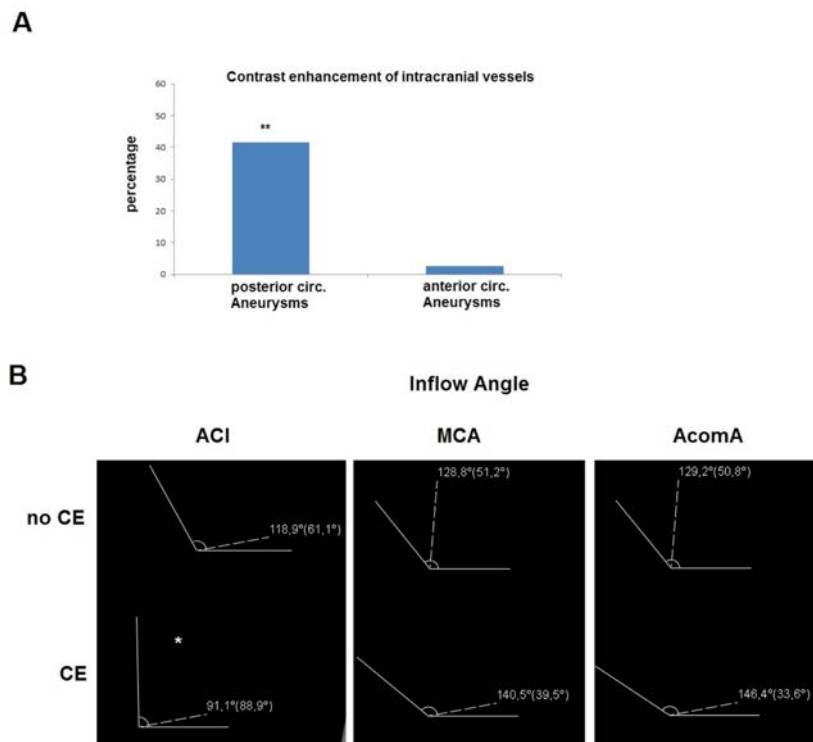 A
Contrast enhancement of intracranial vessels
percentage
60
50
40
30
20
10
0
**
posterior circ.
Aneurysms
anterior circ.
Aneurysms
B
Inflow Angle
ACI
MCA
AcomA
no CE
118,9°(61,1°)
128,8°(51,2°)
129,2°(50,8°)
CE
*
91,1°(88,9°)
140,5°(39,5°)
146,4°(33,6°)